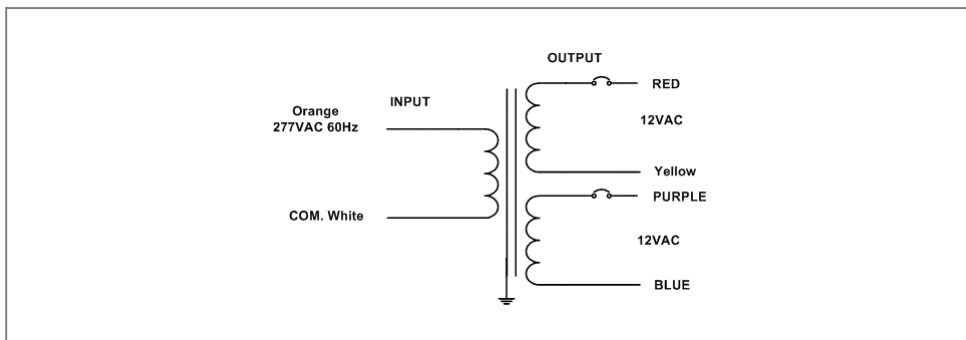 OUTPUT
RED
INPUT
Orange
277VAC 60Hz
12VAC
Yellow
PURPLE
COM. White
12VAC
BLUE